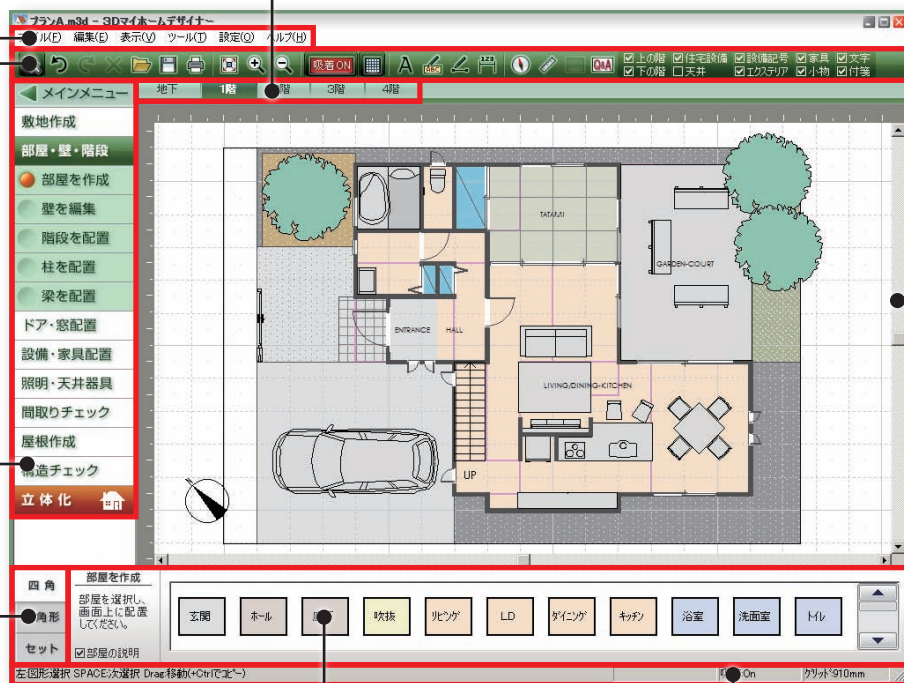 プランA.m3d - 3Dマイホームデザイナー
ル(F) 編集(E) 表示(V) ツール(T) 設定(O) ヘルプ(H)
吸着ON
A
ABC
123
Q&A
☑上の階 ☑住宅設備 ☑設備記号 ☑家具 ☑文字
☑下の階 □天井 ☑エクステリア ☑小物 ☑付箋
メインメニュー
地下 1階 階 3階 4階
敷地作成
部屋・壁・階段
部屋を作成
壁を編集
階段を配置
柱を配置
梁を配置
ドア・窓配置
設備・家具配置
照明・天井器具
間取りチェック
屋根作成
構造チェック
立体化
TATAMI
GARDEN-COURT
ENTRANCE
HALL
LIVING/DINING-KITCHEN
UP
四角
角形
セット
部屋を作成
部屋を選択し、
画面上に配置
してください。
☑部屋の説明
玄関
ホール
吹抜
リビング
LD
ダイニング
キッチン
浴室
洗面室
トイレ
左:図形選択 SPACE:次選択 Drag:移動(+Ctrlでコピー)
:On
グリッド:910mm